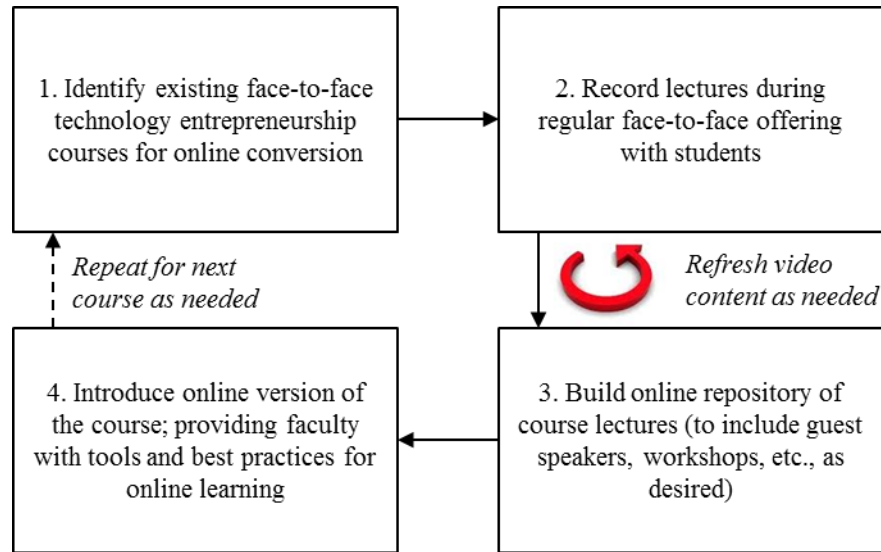 1. Identify existing face-to-face
technology entrepreneurship
courses for online conversion
2. Record lectures during
regular face-to-face offering
with students
Repeat for next
course as needed
Refresh video
content as needed
4. Introduce online version of
the course; providing faculty
with tools and best practices for
online learning
3. Build online repository of
course lectures (to include guest
speakers, workshops, etc., as
desired)